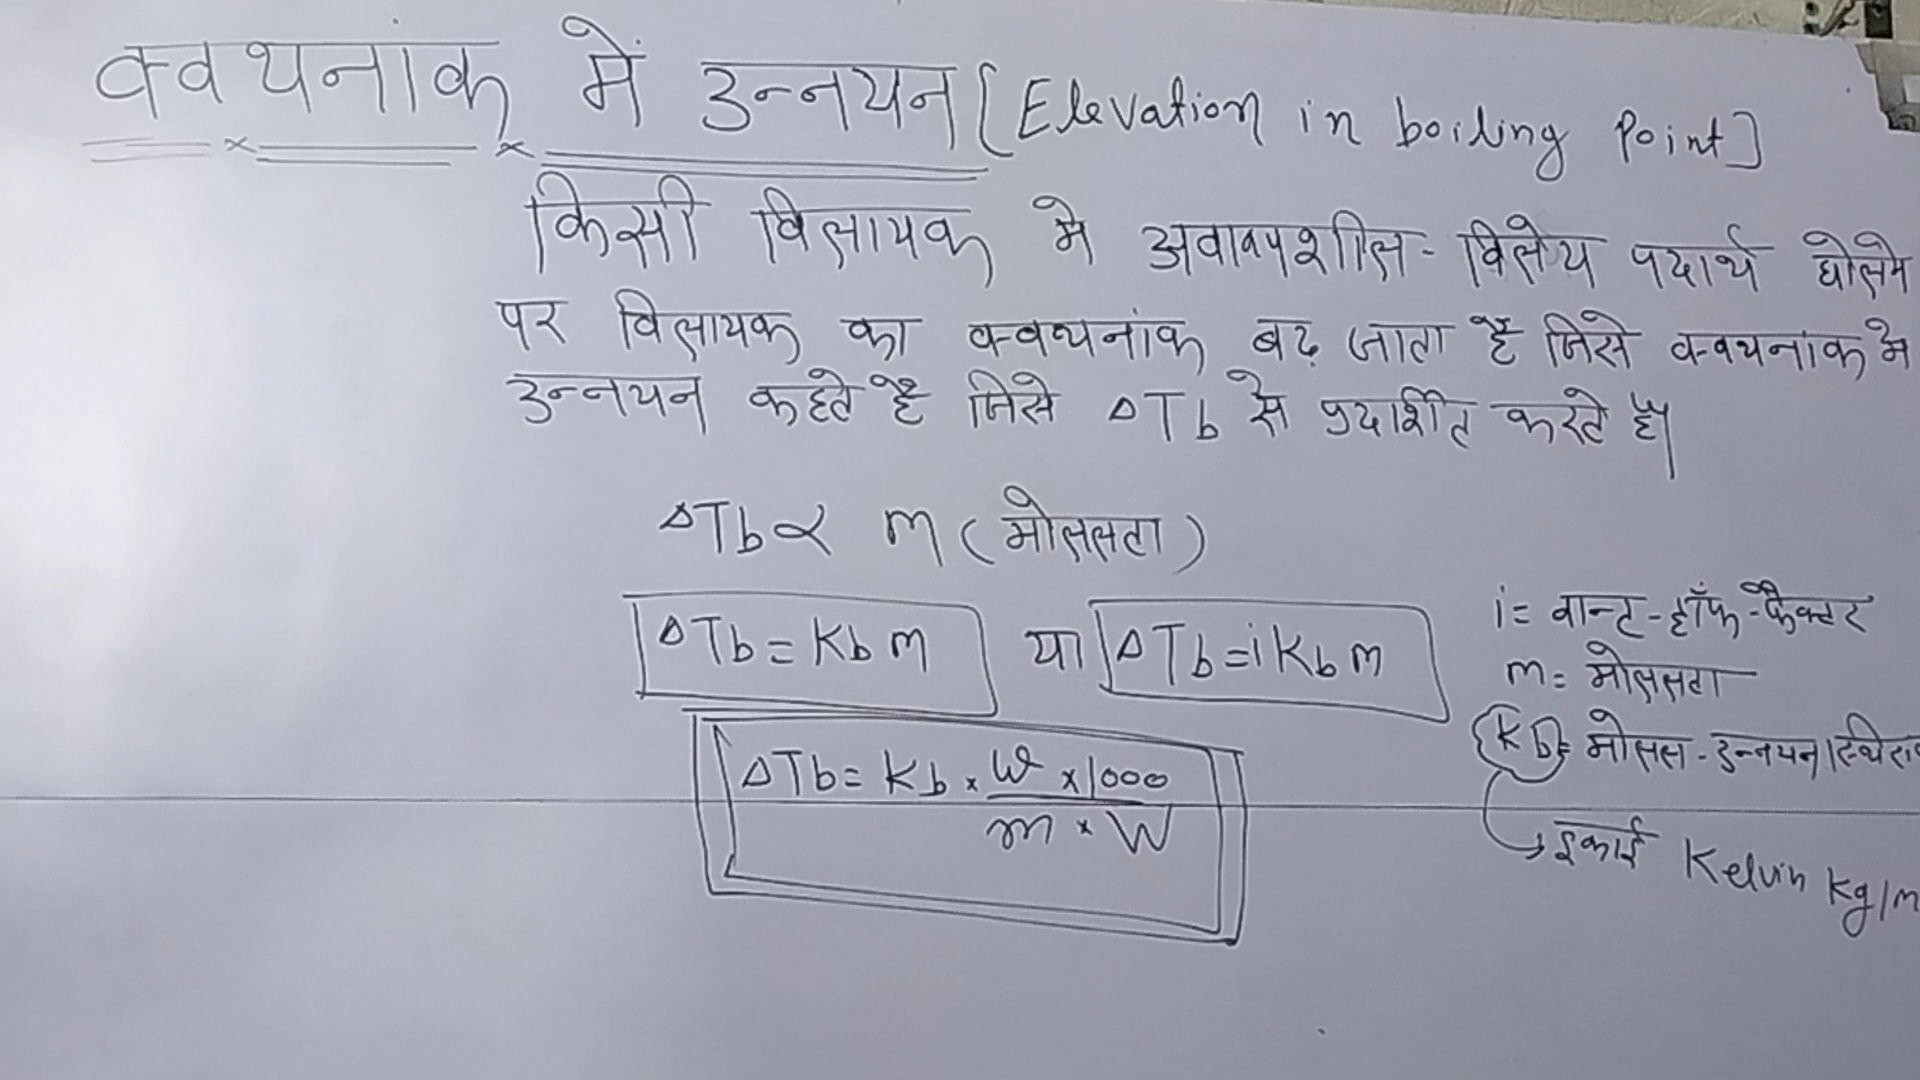 क्वथनांक में उन्नयन [Elevation in boiling Point]
किसी विलायक मे अवाष्पशील - विलेय पदार्थ घोलने
पर विलायक का क्वथनांक बढ़ जाता है जिसे क्वथनांक मे
उन्नयन कहते है जिसे ΔTb से प्रदर्शित करते है।
ΔTb ∝ m (मोललता)
ΔTb = Kb m या ΔTb = i Kb m
i = वान्ट-हॉफ-फैक्टर
m = मोललता
Kb = मोलल-उन्नयन
ΔTb = Kb × w × 1000
m × W
इकाई Kelvin Kg/m